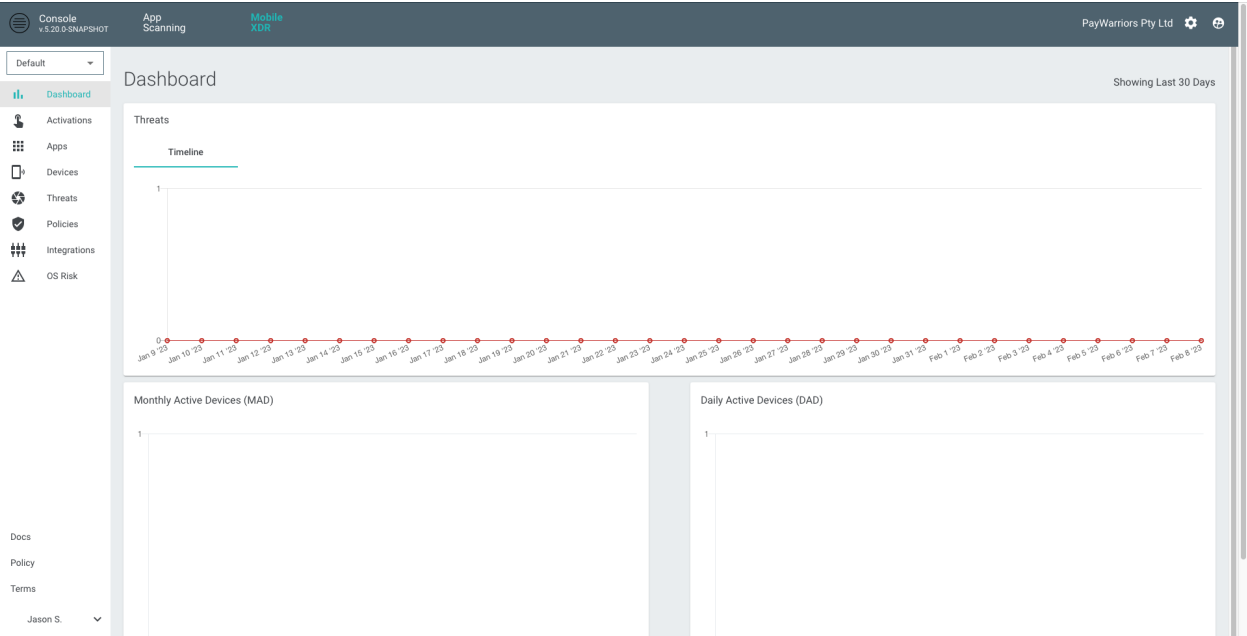 Console
v.5.20.0-SNAPSHOT
App
Scanning
Mobile
XDR
PayWarriors Pty Ltd
Default
Dashboard
Activations
Apps
Devices
Threats
Policies
Integrations
OS Risk
Docs
Policy
Terms
Jason S.
Dashboard
Showing Last 30 Days
Threats
Timeline
1
0
Jan 9 '23
Jan 10 '23
Jan 11 '23
Jan 12 '23
Jan 13 '23
Jan 14 '23
Jan 15 '23
Jan 16 '23
Jan 17 '23
Jan 18 '23
Jan 19 '23
Jan 20 '23
Jan 21 '23
Jan 22 '23
Jan 23 '23
Jan 24 '23
Jan 25 '23
Jan 26 '23
Jan 27 '23
Jan 28 '23
Jan 29 '23
Jan 30 '23
Jan 31 '23
Feb 1 '23
Feb 2 '23
Feb 3 '23
Feb 4 '23
Feb 5 '23
Feb 6 '23
Feb 7 '23
Feb 8 '23
Monthly Active Devices (MAD)
1
Daily Active Devices (DAD)
1